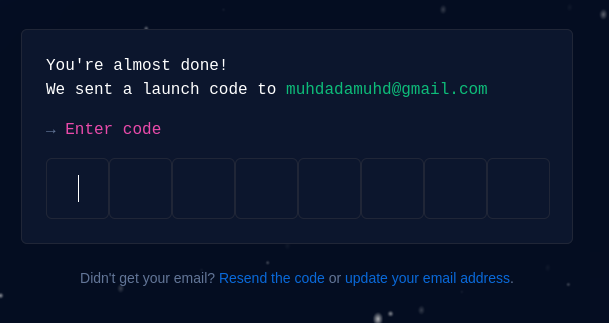 You're almost done!
We sent a launch code to muhdadamuhd@gmail.com
→ Enter code
Didn't get your email? Resend the code or update your email address.